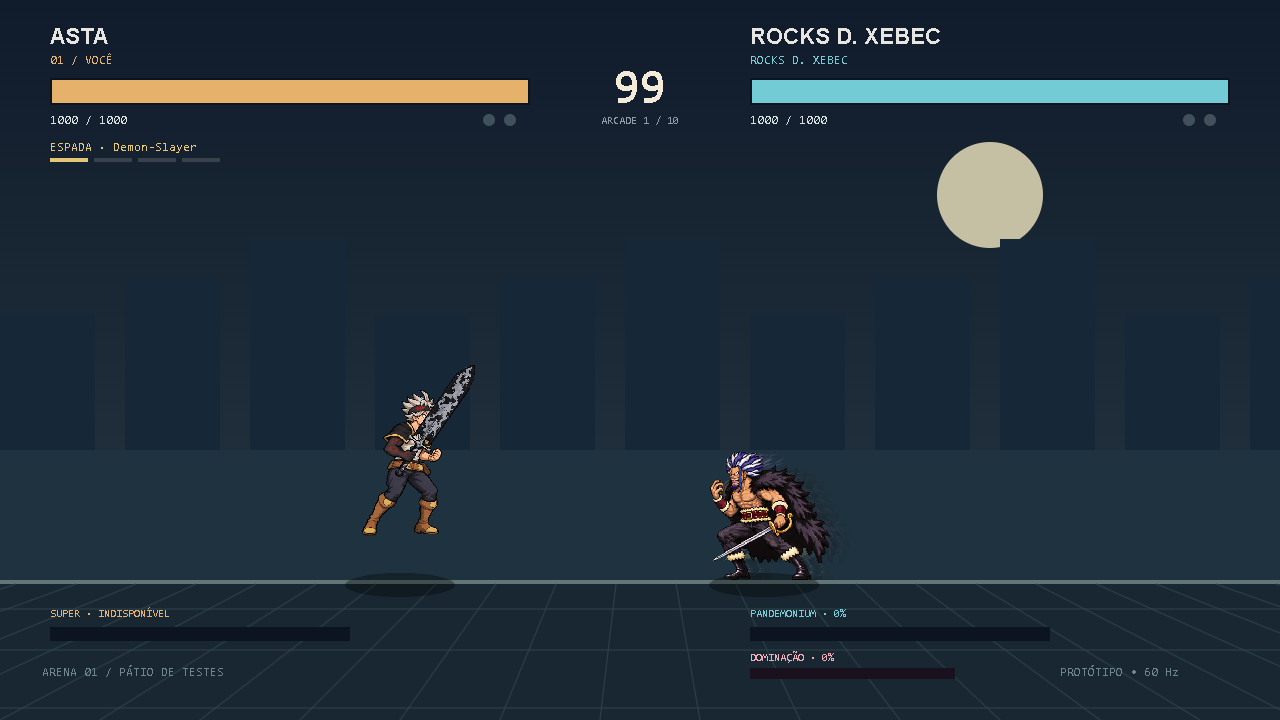 ASTA
01 / VOCÊ
1000 / 1000
ESPADA · Demon-Slayer
99
ARCADE 1 / 10
ROCKS D. XEBEC
ROCKS D. XEBEC
1000 / 1000
SUPER · INDISPONÍVEL
ARENA 01 / PÁTIO DE TESTES
PANDEMONIUM · 0%
DOMINAÇÃO · 0%
PROTÓTIPO • 60 Hz